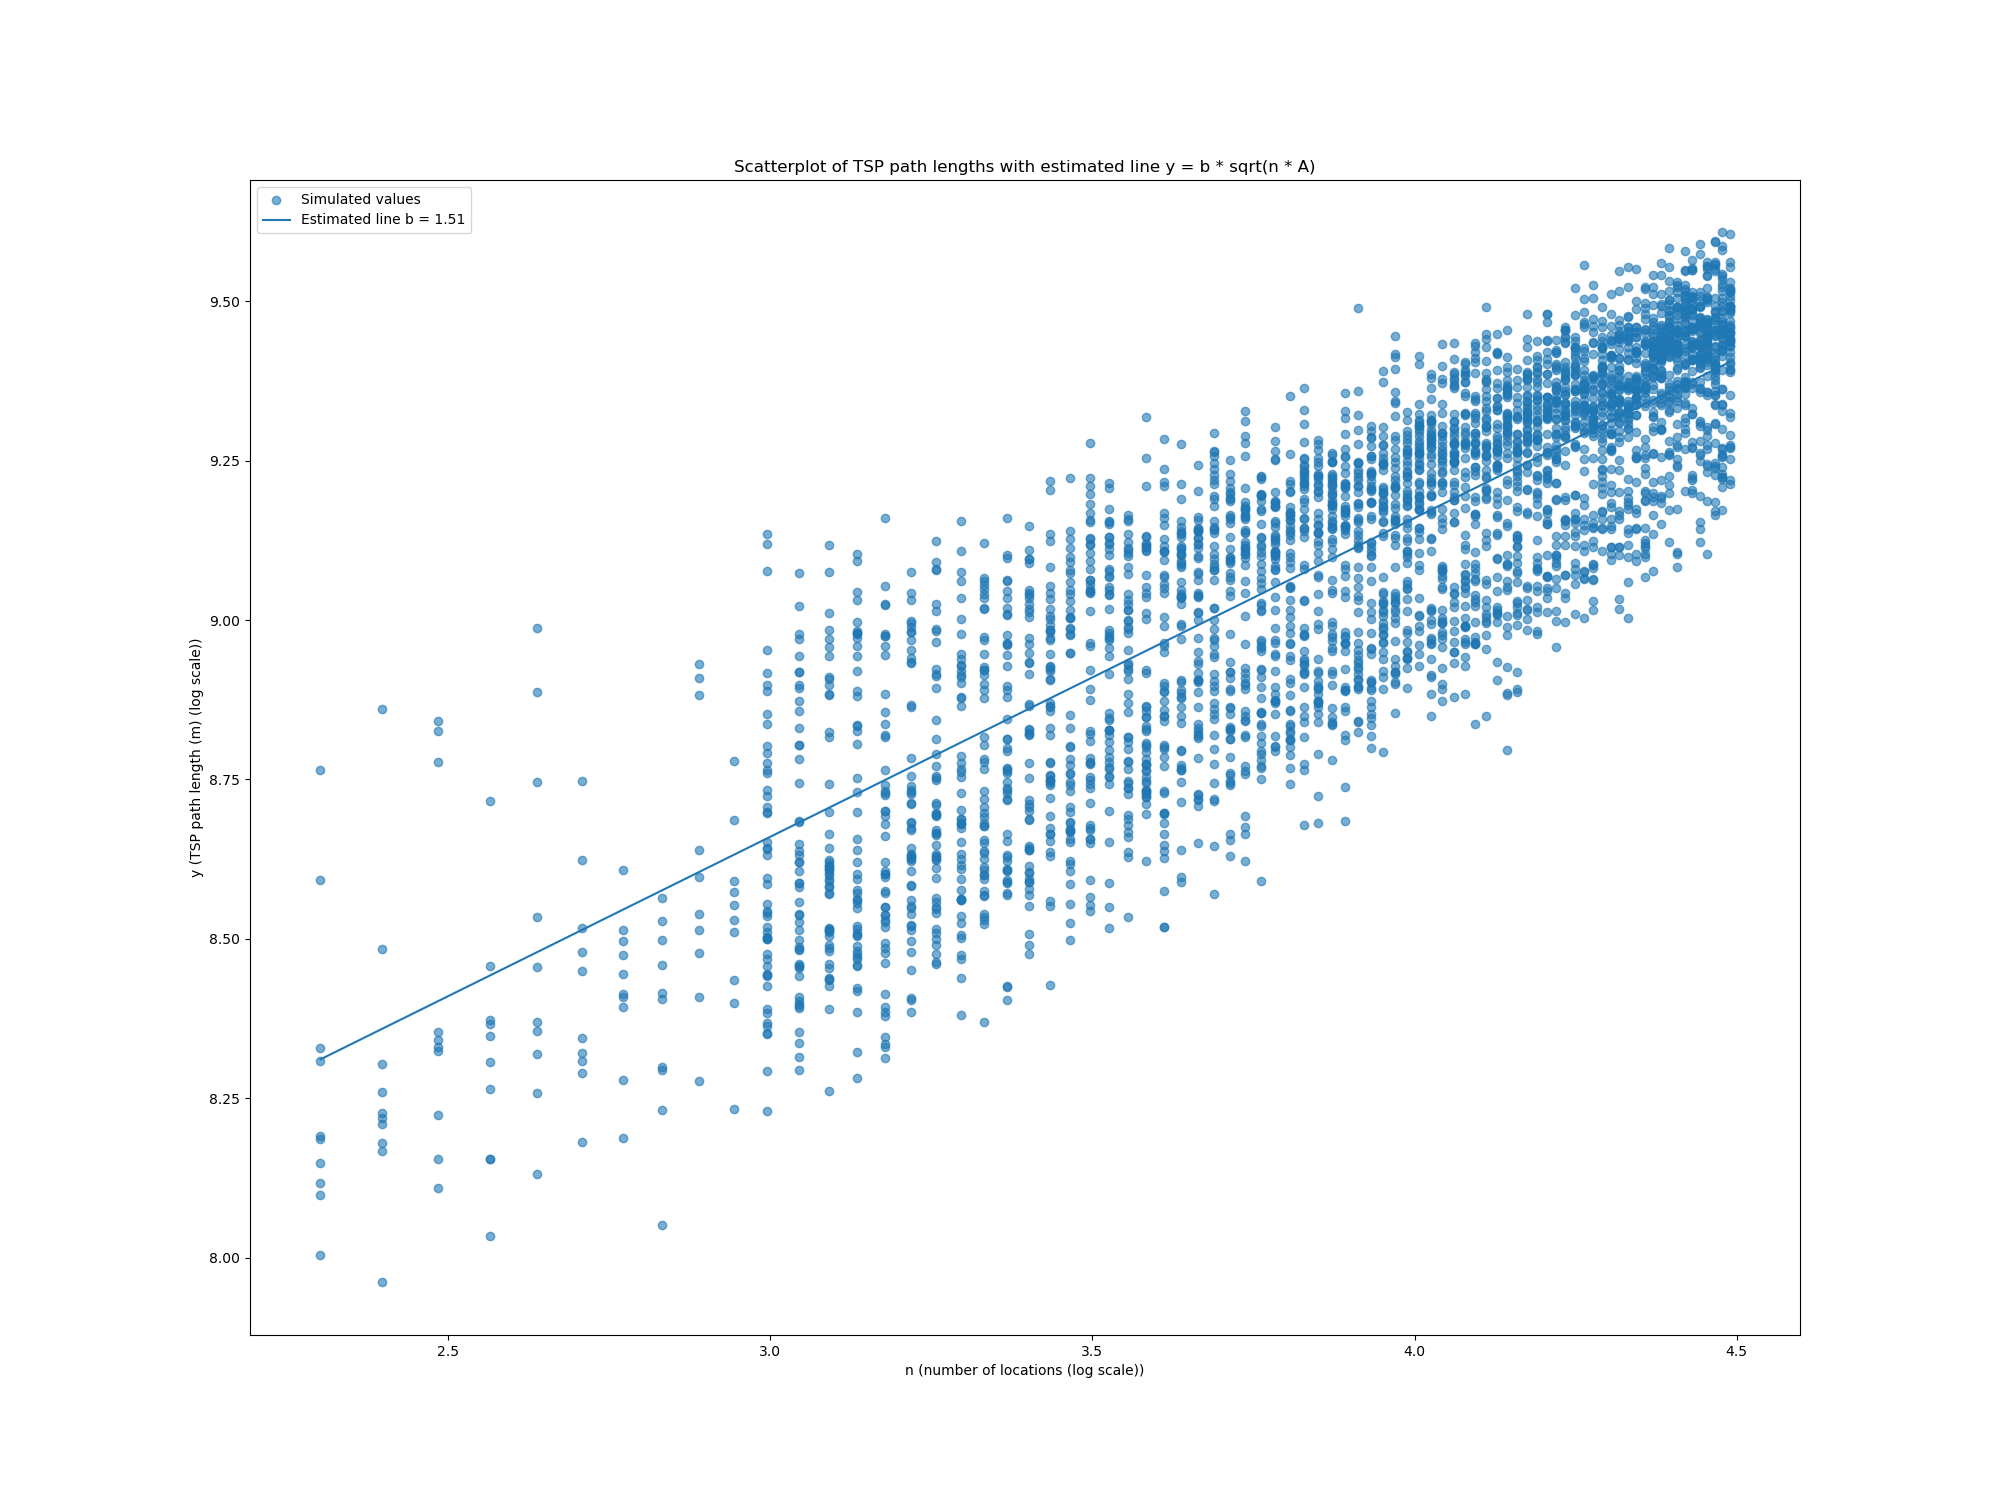 Scatterplot of TSP path lengths with estimated line y = b * sqrt(n * A)
Simulated values
Estimated line b = 1.51
9.50
9.25
9.00
8.75
8.50
8.25
8.00
y (TSP path length (m) (log scale))
2.5 3.0 3.5 4.0 4.5
n (number of locations (log scale))